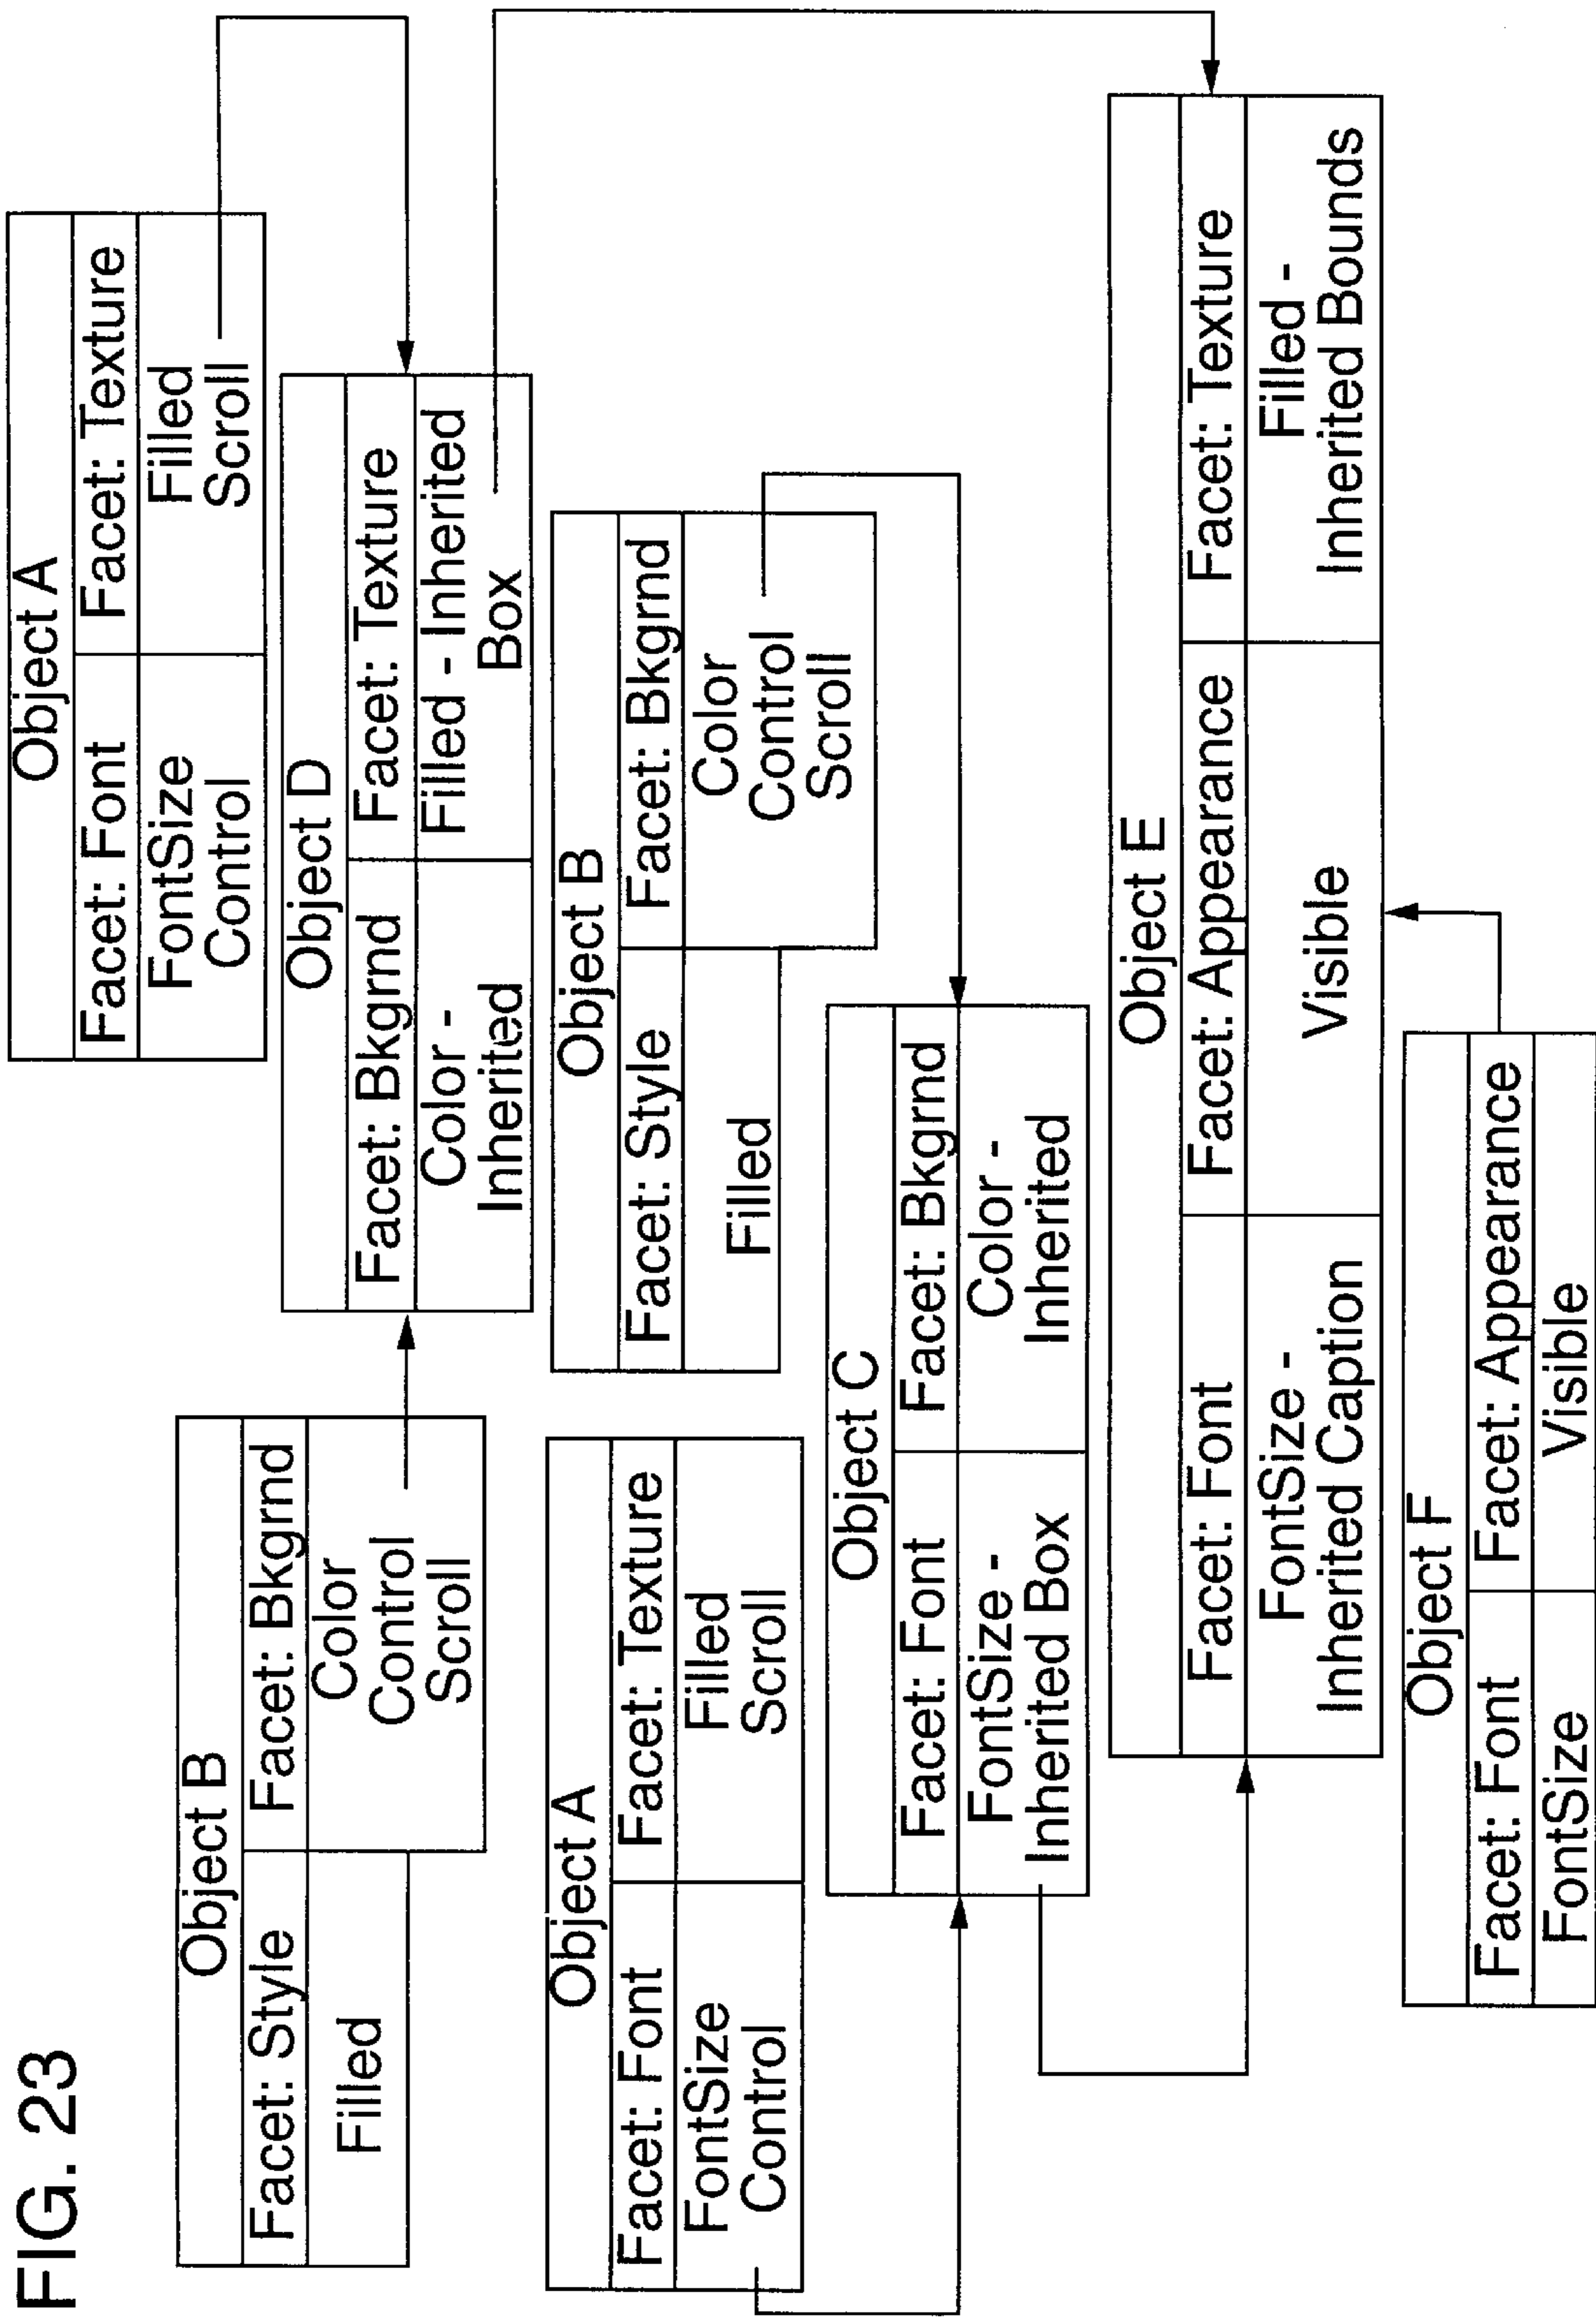 FIG. 23
Object B
Facet: Style
Facet: Bkgrnd
Filled
Color
Control
Scroll
Object D
Facet: Bkgrnd
Facet: Texture
Color -
Inherited
Filled - Inherited
Box
Object A
Facet: Font
Facet: Texture
FontSize
Control
Filled
Scroll
Object A
Facet: Font
Facet: Texture
FontSize
Control
Filled
Scroll
Object B
Facet: Style
Facet: Bkgrnd
Filled
Color
Control
Scroll
Object C
Facet: Font
Facet: Bkgrnd
FontSize -
Inherited Box
Color -
Inherited
Object E
Facet: Font
Facet: Appearance
Facet: Texture
FontSize -
Inherited Caption
Visible
Filled -
Inherited Bounds
Object F
Facet: Font
Facet: Appearance
FontSize
Visible